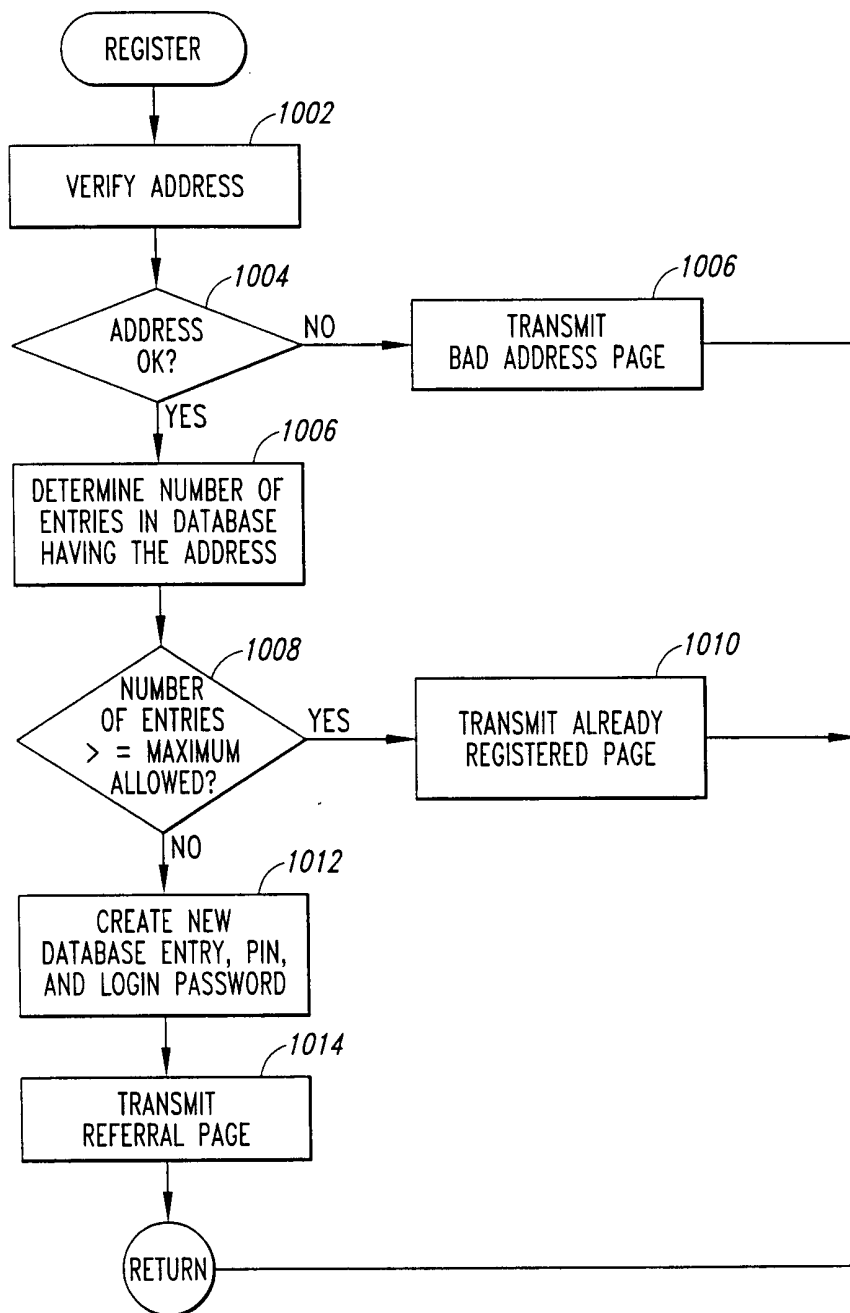 REGISTER
1002
VERIFY ADDRESS
1004
ADDRESS
OK?
NO
YES
1006
TRANSMIT
BAD ADDRESS PAGE
1006
DETERMINE NUMBER OF
ENTRIES IN DATABASE
HAVING THE ADDRESS
1008
NUMBER
OF ENTRIES
> = MAXIMUM
ALLOWED?
YES
NO
1010
TRANSMIT ALREADY
REGISTERED PAGE
1012
CREATE NEW
DATABASE ENTRY, PIN,
AND LOGIN PASSWORD
1014
TRANSMIT
REFERRAL PAGE
RETURN